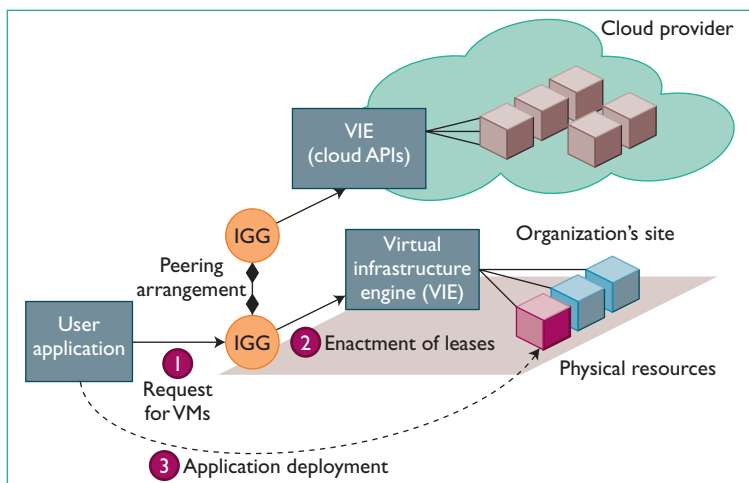 Cloud provider
VIE
(cloud APIs)
IGG
Peering
arrangement
Virtual
infrastructure
engine (VIE)
Organization’s site
User
application
IGG
1
Request
for VMs
2 Enactment of leases
Physical resources
3 Application deployment